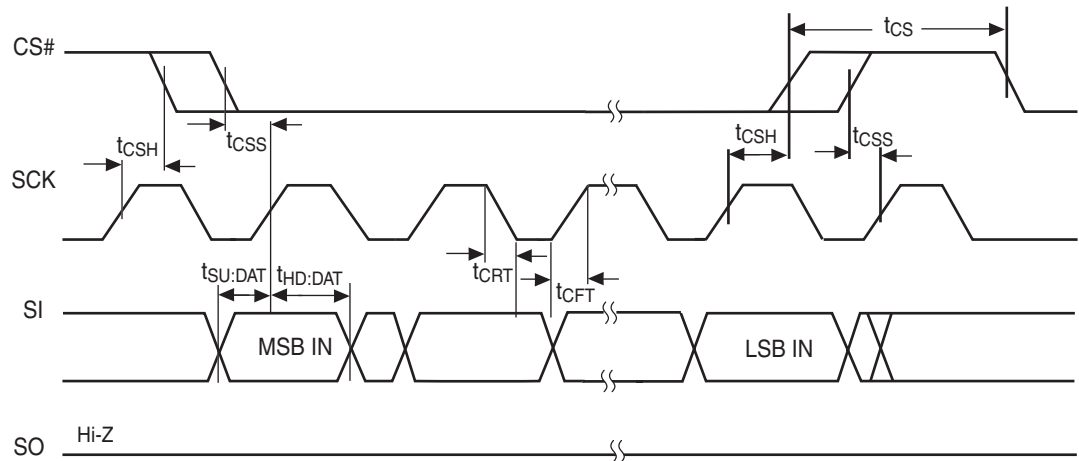 CS#
tCS
tCSH
tCSS
tCSH
tCSS
SCK
tSU:DAT
tHD:DAT
tCRT
tCFT
SI
MSB IN
LSB IN
SO
Hi-Z